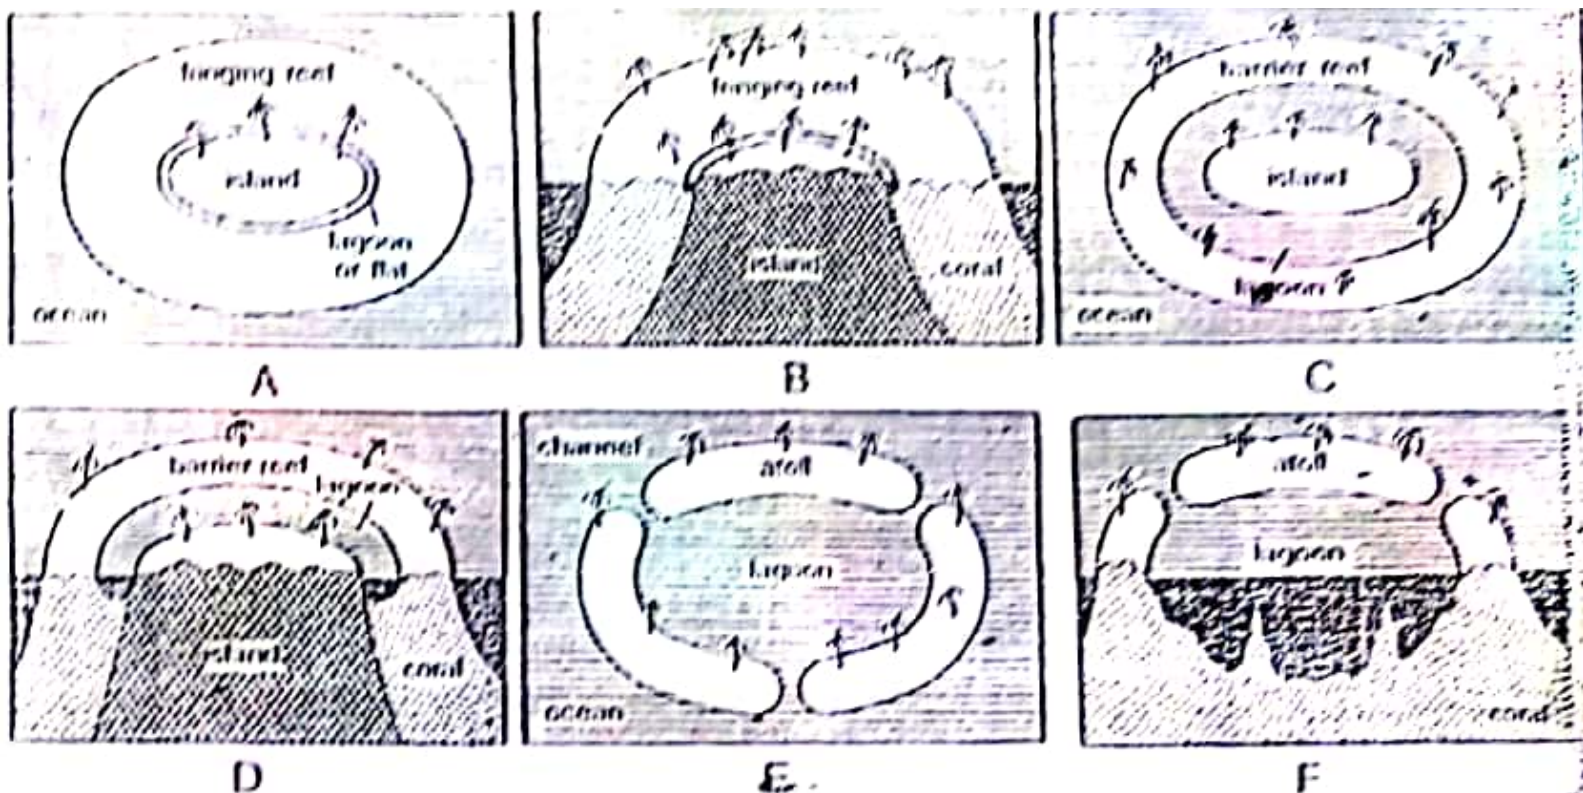 fringing reef
island
lagoon
or flat
ocean
A
fringing reef
island
coral
B
barrier reef
island
lagoon
ocean
C
barrier reef
lagoon
island
coral
D
channel
atoll
lagoon
ocean
E
atoll
lagoon
coral
F